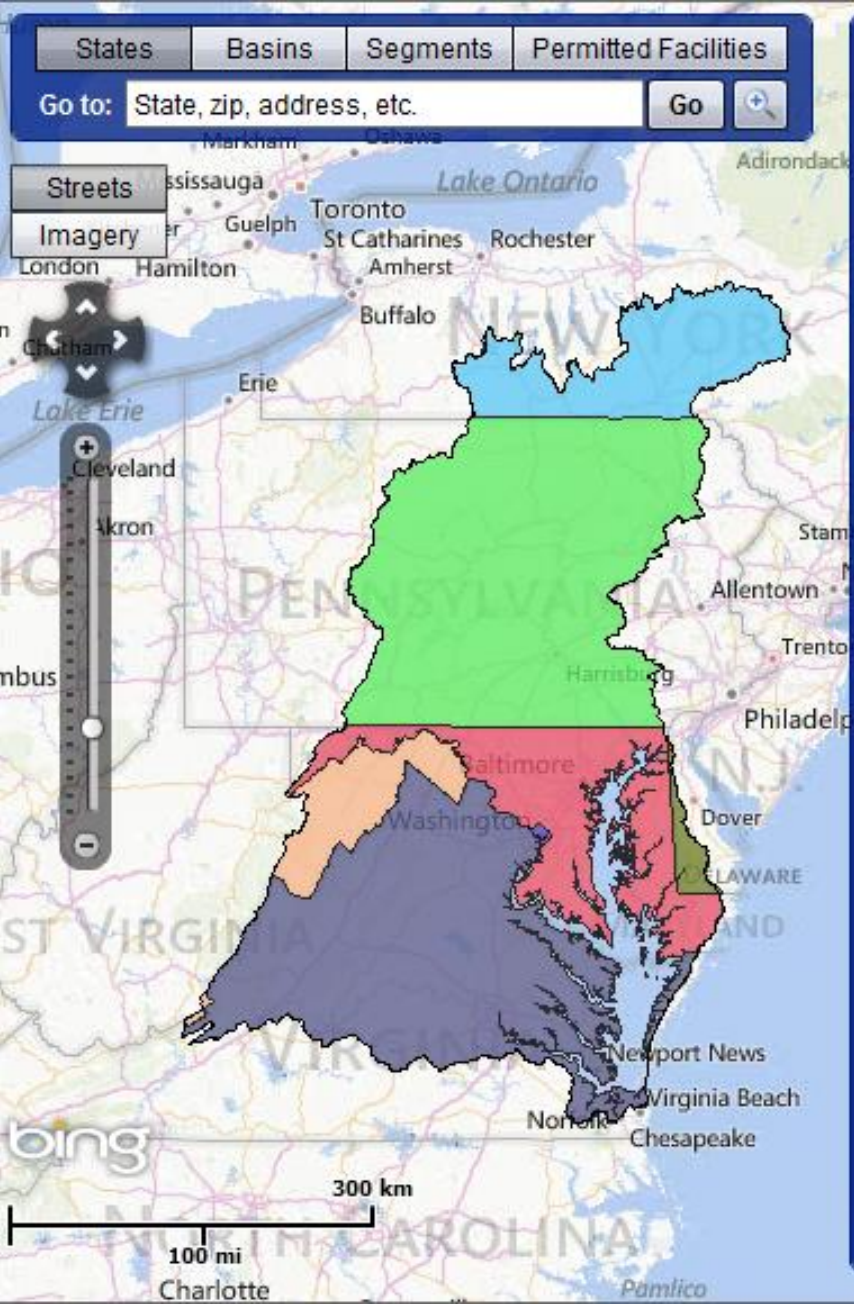 States Basins Segments Permitted Facilities
Go to: State, zip, address, etc. Go
Markham Oshawa
Adirondack
Streets ssissauga Lake Ontario
Toronto
Guelph
Imagery St Catharines Rochester
London Hamilton Amherst
Buffalo
NEW YORK
Chatham
Erie
Lake Erie
Cleveland
Akron
Stam
PENNSYLVANIA Allentown
Trento
mbus Harrisburg
Philadelp
Baltimore N.J.
Washington Dover
DELAWARE
ST VIRGINIA MARYLAND
VIRGINIA Newport News
Virginia Beach
Norfolk
Chesapeake
bing
300 km
NORTH CAROLINA
100 mi
Charlotte Pamlico